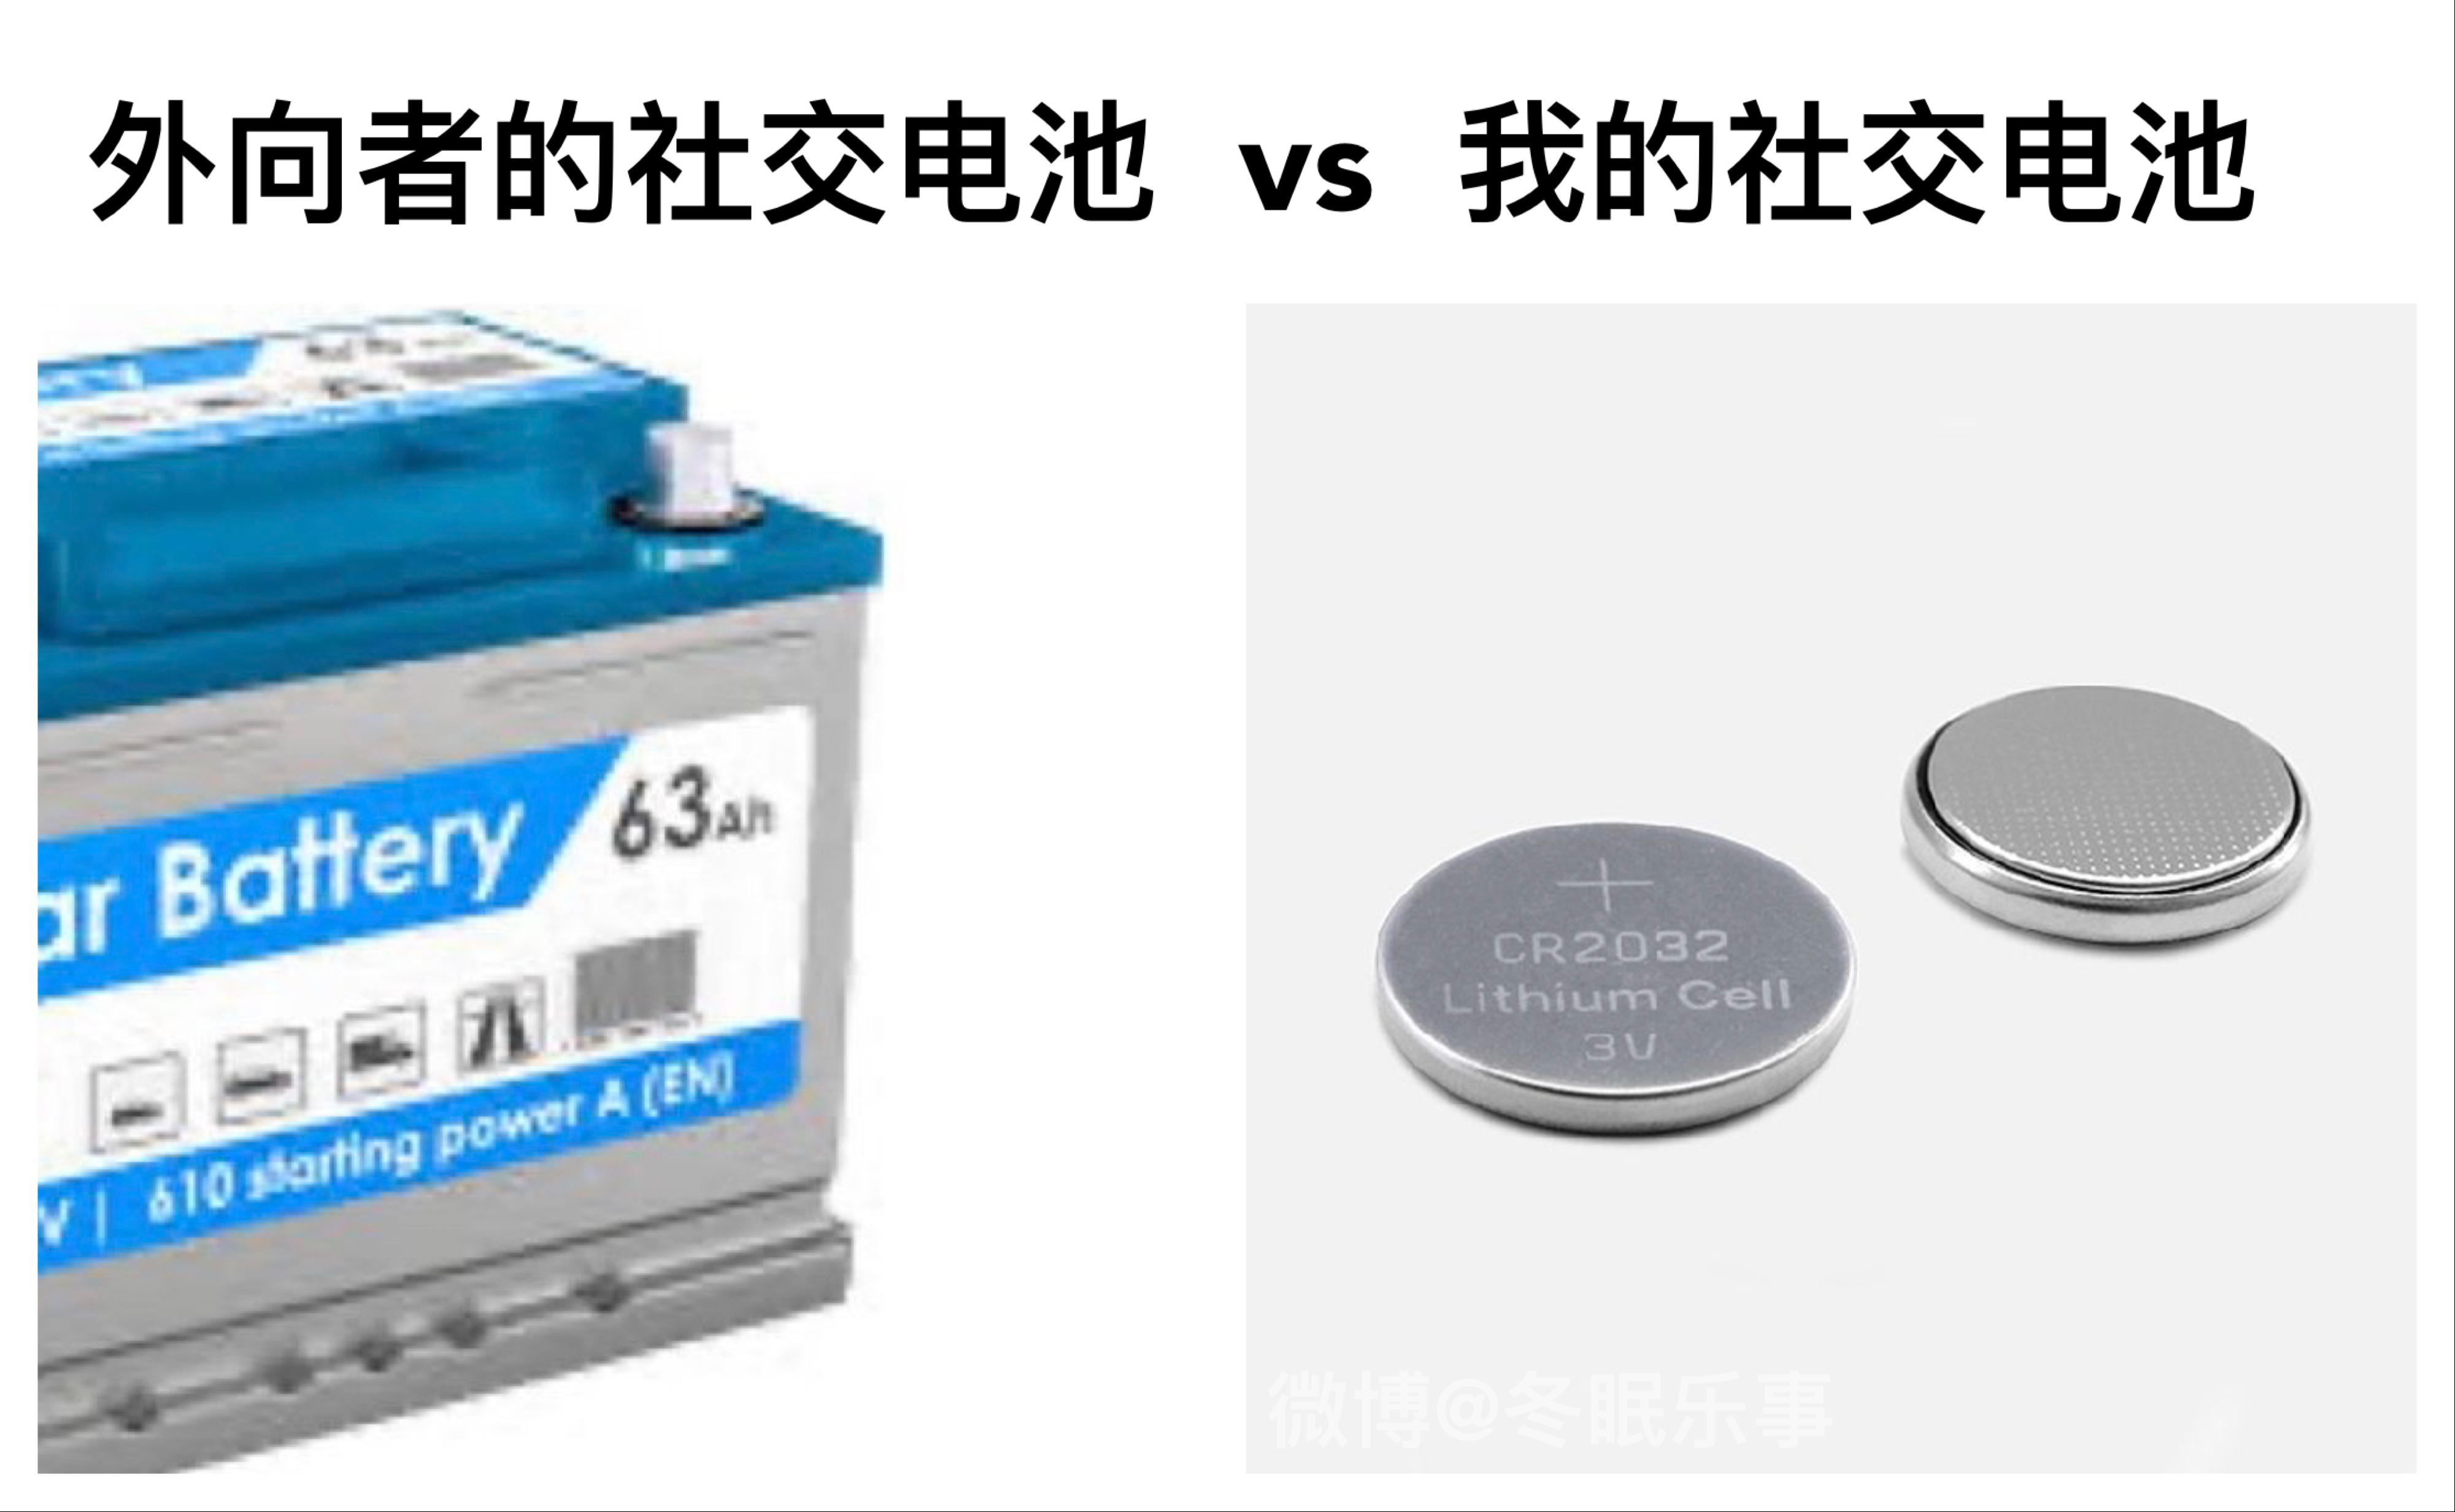 外向者的社交电池 vs 我的社交电池
63Ah
ar Battery
610 starting power A (EN)
V |
CR2032
Lithium Cell
3V
微博@冬眠乐事